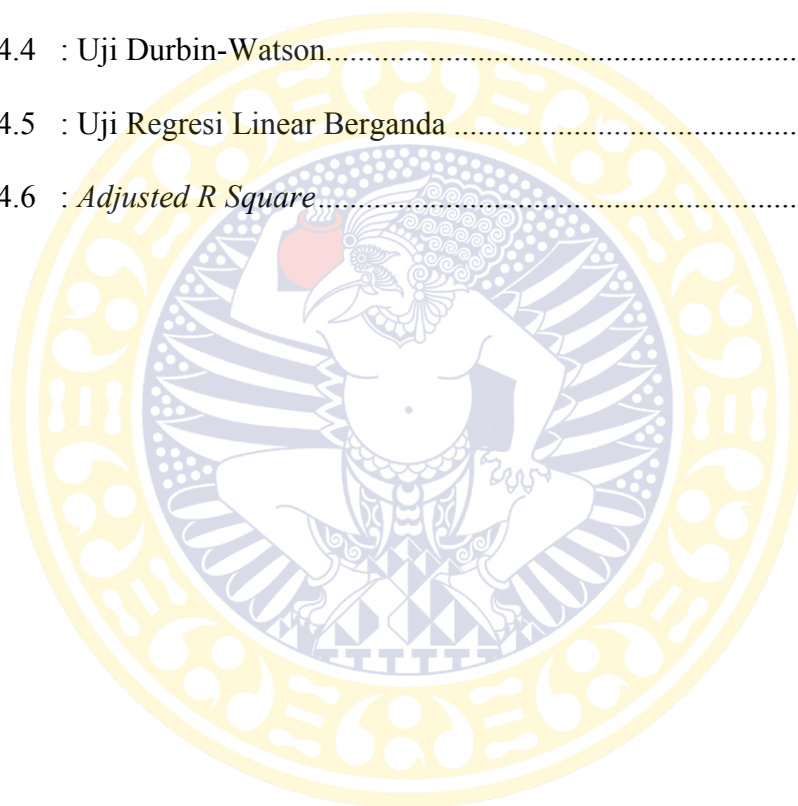 4.4 : Uji Durbin-Watson................................................................
4.5 : Uji Regresi Linear Berganda ..............................................
4.6 : Adjusted R Square................................................................